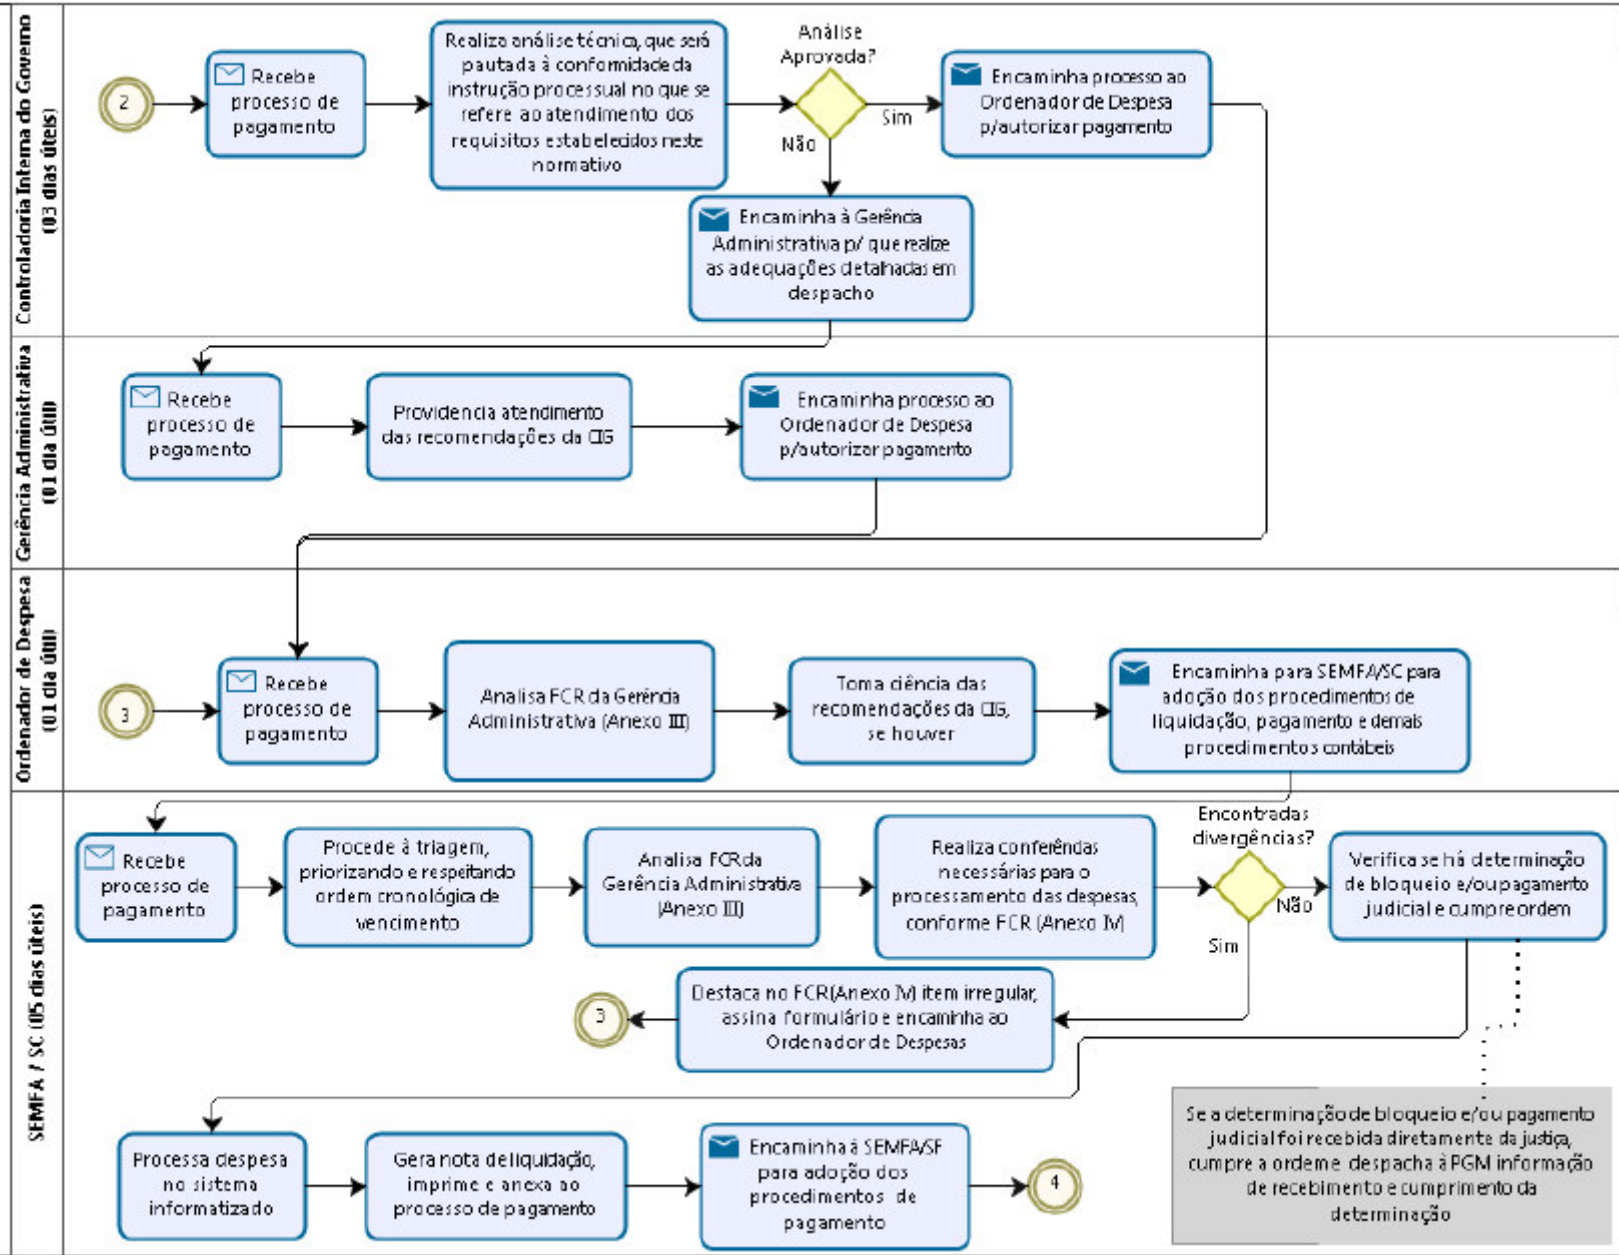 Controladoria Interna do Governo
(03 dias úteis)
2
Recebe
processo de
pagamento
Realiza análise técnica, que será
pautada à conformidade da
instrução processual no que se
refere ao atendimento dos
requisitos estabelecidos neste
normativo
Análise
Aprovada?
Sim
Não
Encaminha processo ao
Ordenador de Despesa
p/autorizar pagamento
Encaminha à Gerência
Administrativa p/ que realize
as adequações detalhadas em
despacho
Gerência Administrativa
(01 dia útil)
Recebe
processo de
pagamento
Providencia atendimento
das recomendações da CIG
Encaminha processo ao
Ordenador de Despesa
p/autorizar pagamento
Ordenador de Despesa
(01 dia útil)
3
Recebe
processo de
pagamento
Analisa FCR da Gerência
Administrativa (Anexo III)
Toma ciência das
recomendações da CIG,
se houver
Encaminha para SEMFA/SC para
adoção dos procedimentos de
liquidação, pagamento e demais
procedimentos contábeis
SEMFA / SC (05 dias úteis)
Recebe
processo de
pagamento
Procede à triagem,
priorizando e respeitando
ordem cronológica de
vencimento
Analisa FCR da
Gerência Administrativa
(Anexo III)
Realiza conferências
necessárias para o
processamento das despesas,
conforme FCR (Anexo IV)
Encontradas
divergências?
Não
Sim
Verifica se há determinação
de bloqueio e/ou pagamento
judicial e cumpre ordem
Destaca no FCR(Anexo IV) item irregular,
assina formulário e encaminha ao
Ordenador de Despesas
3
Processa despesa
no sistema
informatizado
Gera nota de liquidação,
imprime e anexa ao
processo de pagamento
Encaminha à SEMFA/SF
para adoção dos
procedimentos de
pagamento
4
Se a determinação de bloqueio e/ou pagamento
judicial foi recebida diretamente da justiça,
cumpre a ordem e despacha à PGM informação
de recebimento e cumprimento da
determinação